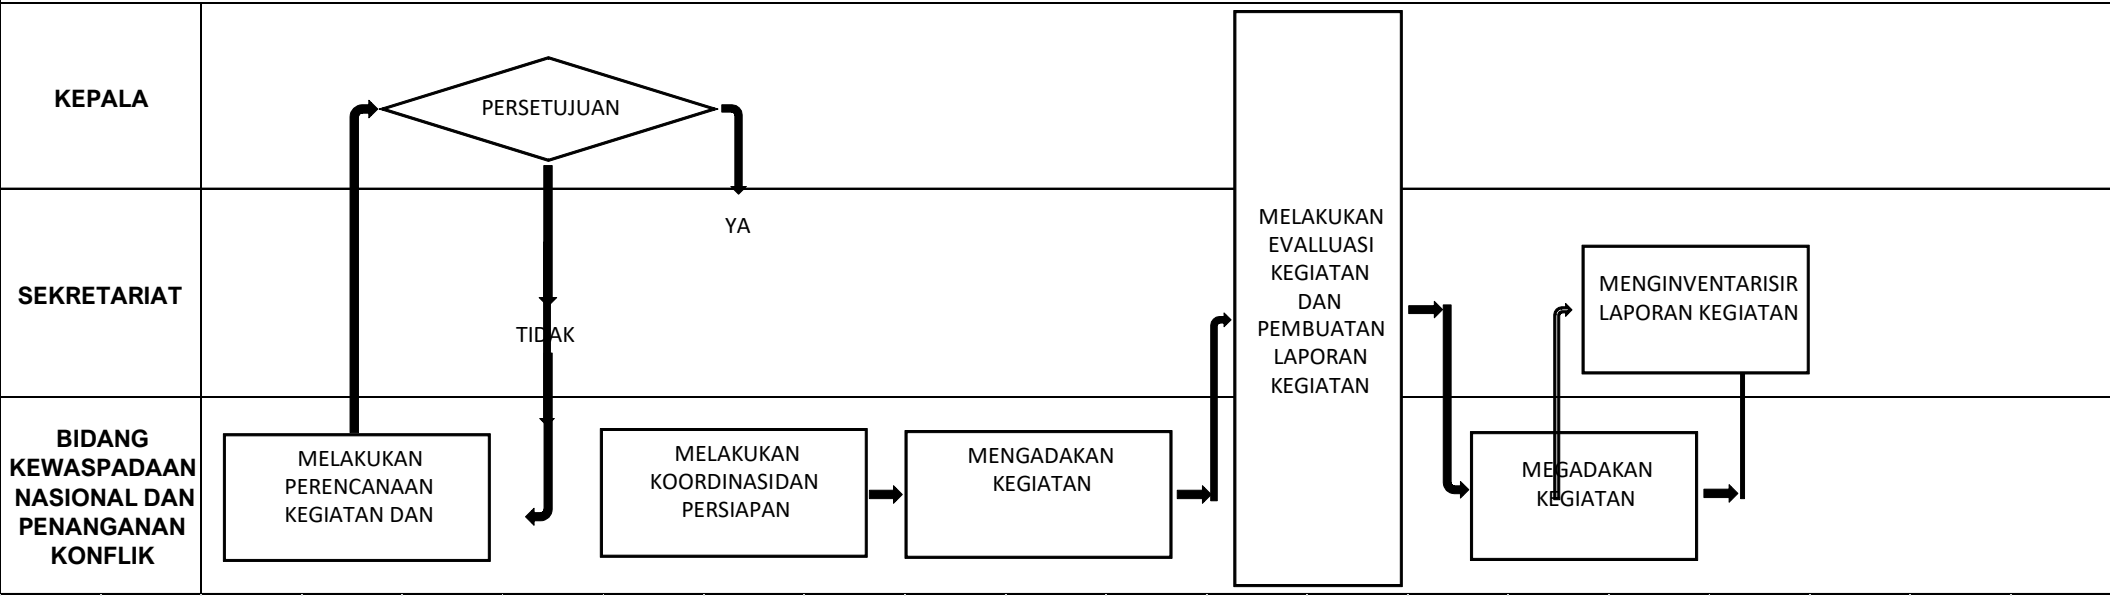 KEPALA
PERSETUJUAN
YA
SEKRETARIAT
TIDAK
MELAKUKAN
EVALLUASI
KEGIATAN
DAN
PEMBUATAN
LAPORAN
KEGIATAN
MENGINVENTARISIR
LAPORAN KEGIATAN
BIDANG
KEWASPADAAN
NASIONAL DAN
PENANGANAN
KONFLIK
MELAKUKAN
PERENCANAAN
KEGIATAN DAN
MELAKUKAN
KOORDINASIDAN
PERSIAPAN
MENGADAKAN
KEGIATAN
MEGADAKAN
KEGIATAN